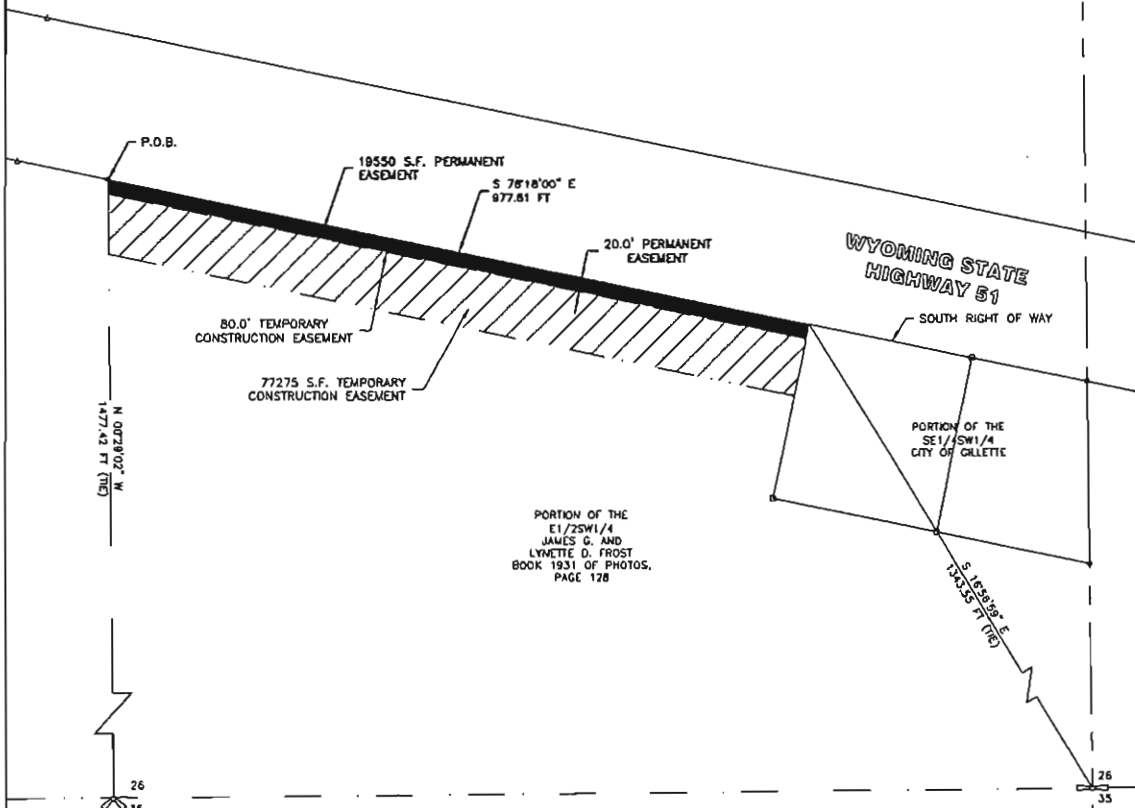 P.O.B.
19550 S.F. PERMANENT
EASEMENT
S 76°18'00" E
977.81 FT
20.0' PERMANENT
EASEMENT
WYOMING STATE
HIGHWAY 51
SOUTH RIGHT OF WAY
80.0' TEMPORARY
CONSTRUCTION EASEMENT
77275 S.F. TEMPORARY
CONSTRUCTION EASEMENT
N 00°29'02" W
1477.42 FT (TIE)
PORTION OF THE
SE1/4SW1/4
CITY OF GILLETTE
PORTION OF THE
E1/2SW1/4
JAMES G. AND
LYNETTE D. FROST
BOOK 1931 OF PHOTOS,
PAGE 128
S 16°58'59" E
1343.55 FT (TIE)
26
26
35